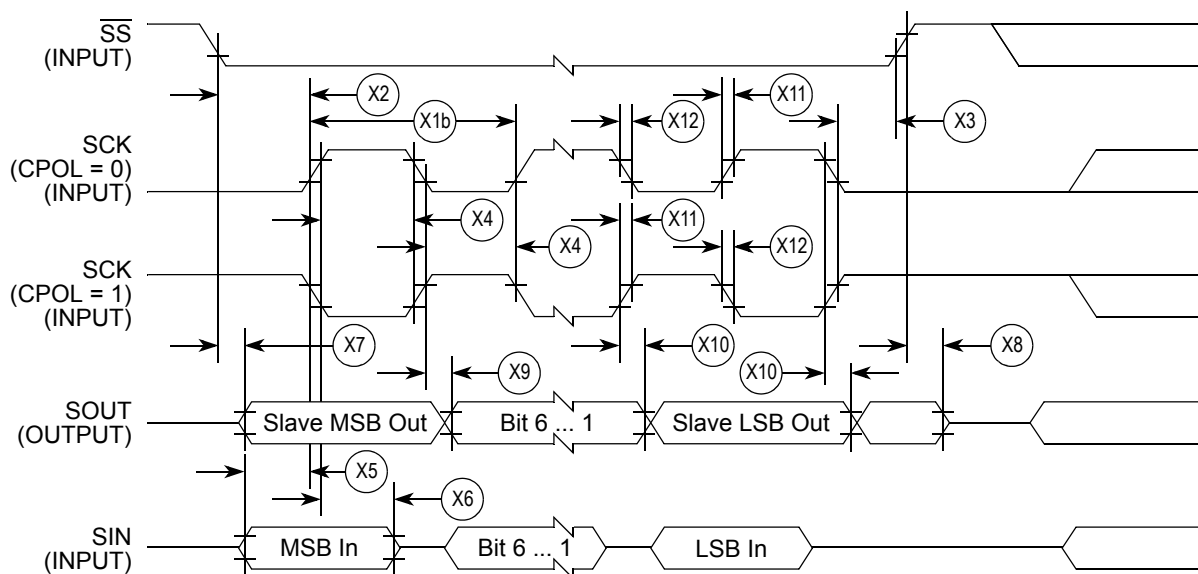 SS
(INPUT)
X2
X11
X1b
X12
X3
SCK
(CPOL = 0)
(INPUT)
X4
X11
X4
X12
SCK
(CPOL = 1)
(INPUT)
X7
X10
X8
X9
X10
SOUT
(OUTPUT)
Slave MSB Out
Bit 6 ... 1
Slave LSB Out
X5
X6
SIN
(INPUT)
MSB In
Bit 6 ... 1
LSB In